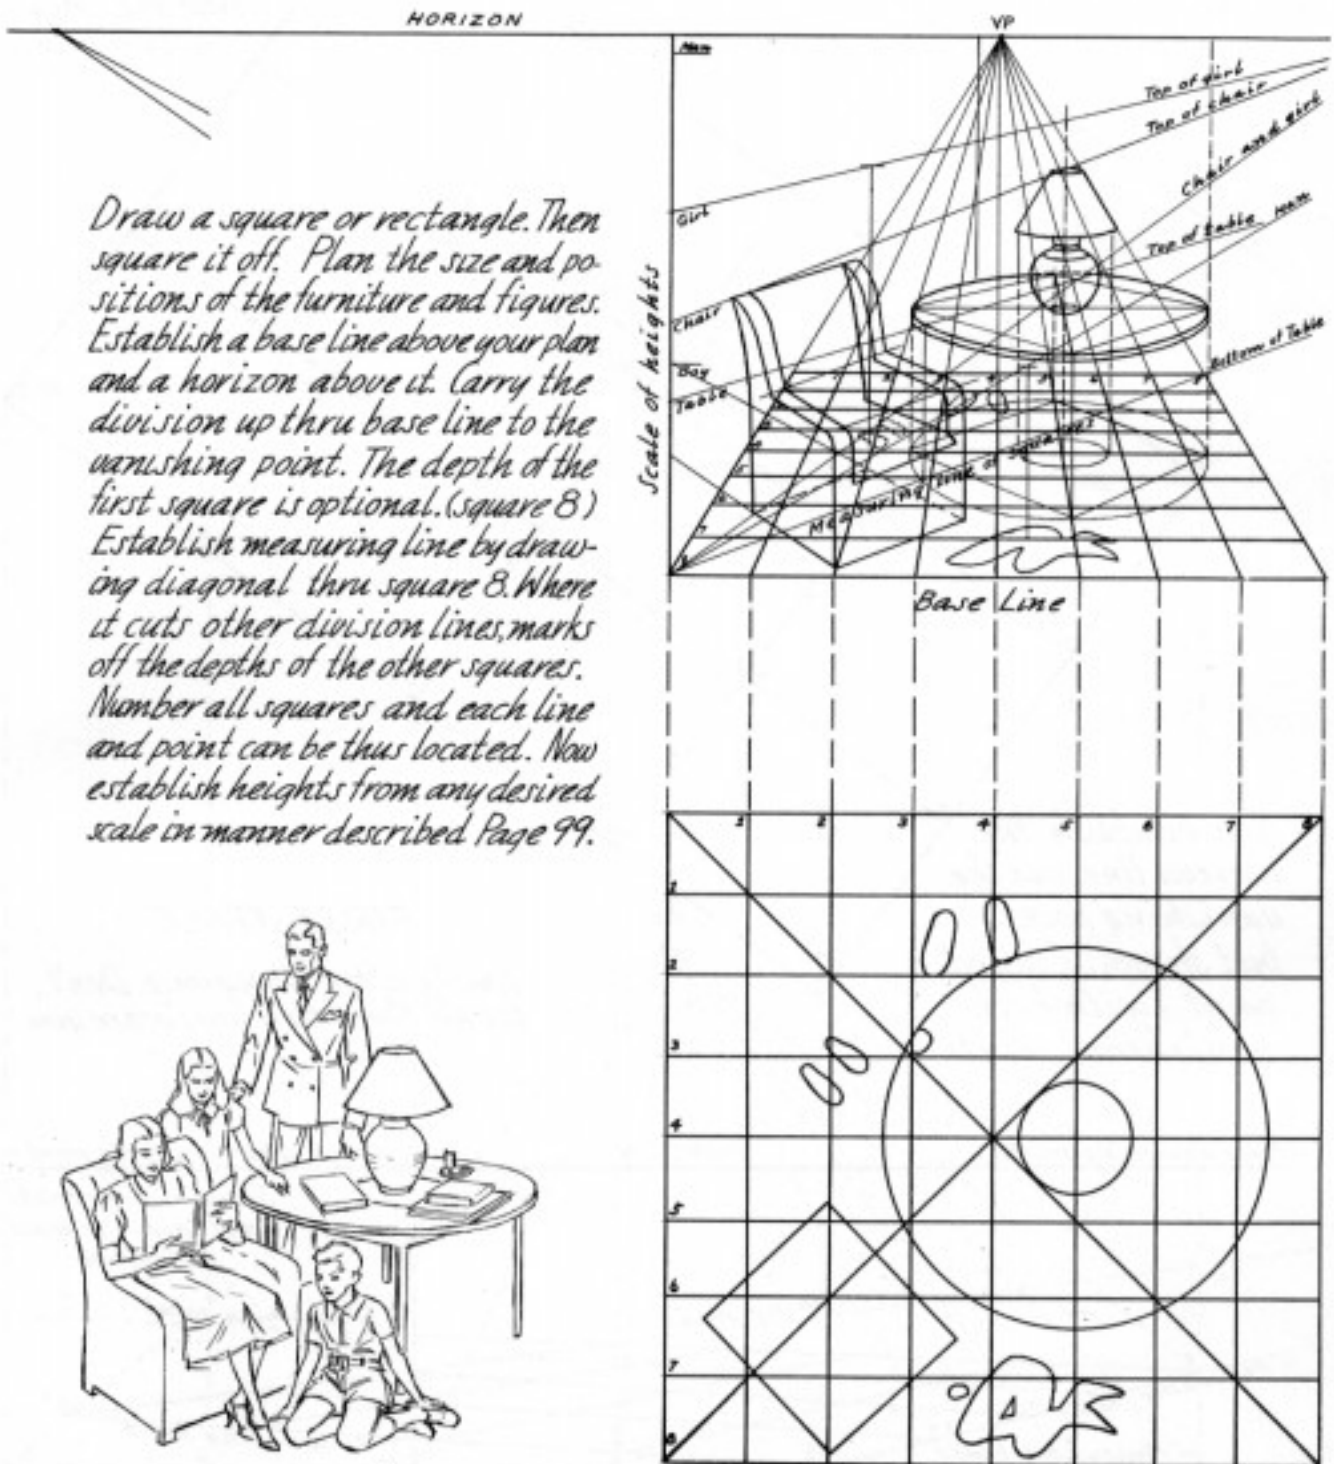 HORIZON
VP
Man
Top of girl
Top of chair
Chair and girl
Top of table Man
Bottom of Table
Girl
Chair
Boy
Table
Scale of heights
Measuring line of squares
Base Line
Draw a square or rectangle. Then
square it off. Plan the size and po-
sitions of the furniture and figures.
Establish a base line above your plan
and a horizon above it. Carry the
division up thru base line to the
vanishing point. The depth of the
first square is optional. (square 8)
Establish measuring line by draw-
ing diagonal thru square 8. Where
it cuts other division lines, marks
off the depths of the other squares.
Number all squares and each line
and point can be thus located. Now
establish heights from any desired
scale in manner described Page 99.
1 2 3 4 5 6 7 8
1
2
3
4
5
6
7
8